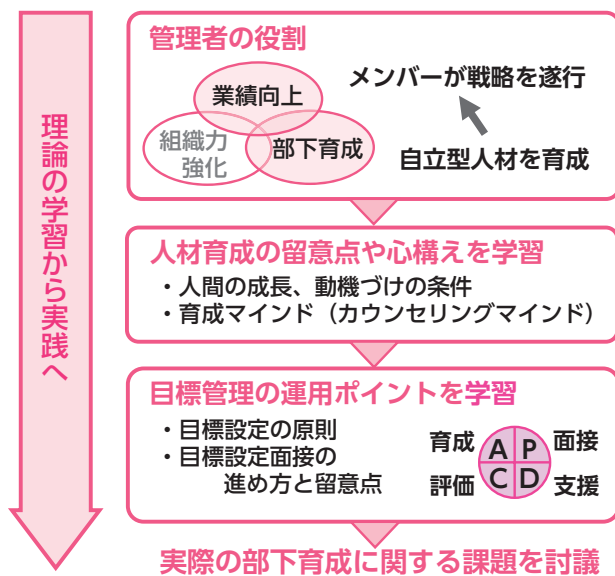 理論の学習から実践へ
管理者の役割
業績向上
組織力
強化
部下育成
メンバーが戦略を遂行
自立型人材を育成
人材育成の留意点や心構えを学習
・人間の成長、動機づけの条件
・育成マインド（カウンセリングマインド）
目標管理の運用ポイントを学習
・目標設定の原則
・目標設定面接の
進め方と留意点
育成 A P 面接
評価 C D 支援
実際の部下育成に関する課題を討議